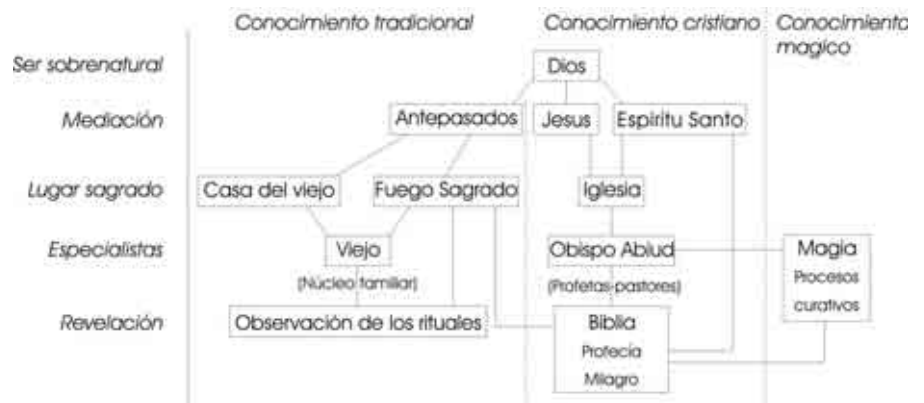 Conocimiento tradicional
Conocimiento cristiano
Conocimiento
magico
Ser sobrenatural
Dios
Mediación
Antepasados
Jesus
Espiritu Santo
Lugar sagrado
Casa del viejo
Fuego Sagrado
Iglesia
Especialistas
Viejo
Obispo Abiud
Magia
(Núcleo familiar)
(Profetas-pastores)
Procesos
curativos
Revelación
Observación de los rituales
Biblia
Profecía
Milagro